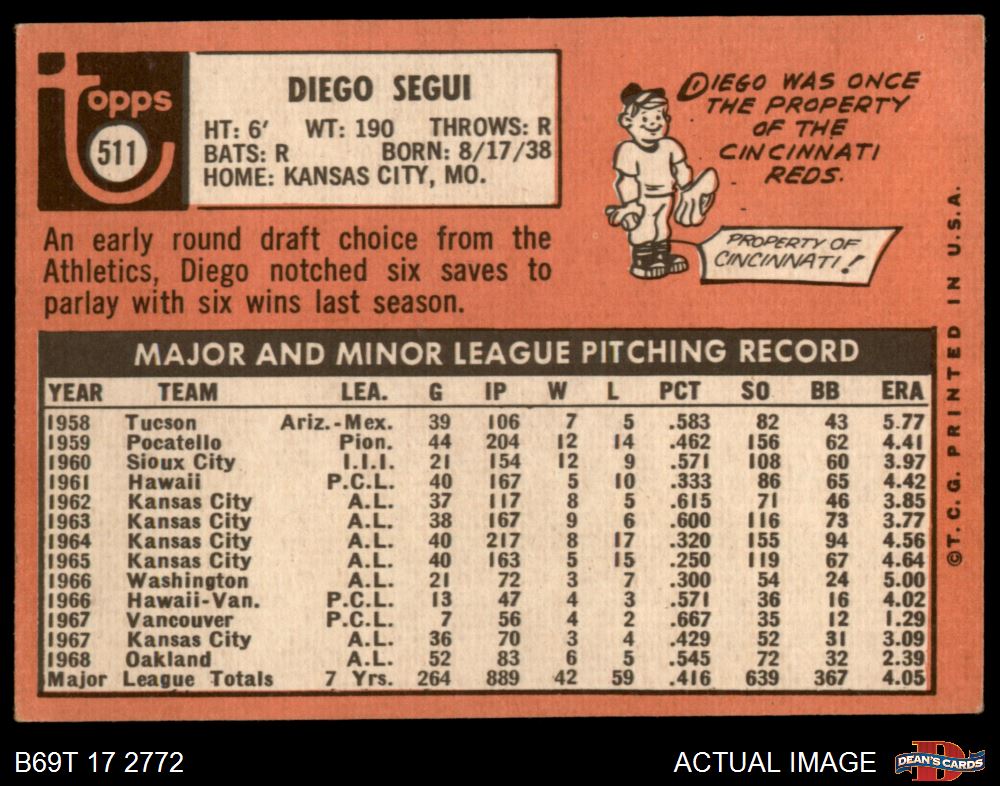 Topps
511
DIEGO SEGUI
HT: 6' WT: 190 THROWS: R
BATS: R BORN: 8/17/38
HOME: KANSAS CITY, MO.
DIEGO WAS ONCE
THE PROPERTY
OF THE
CINCINNATI
REDS.
PROPERTY OF
CINCINNATI!
An early round draft choice from the
Athletics, Diego notched six saves to
parlay with six wins last season.
MAJOR AND MINOR LEAGUE PITCHING RECORD
YEAR TEAM LEA. G IP W L PCT SO BB ERA
1958 Tucson Ariz.-Mex. 39 106 7 5 .583 82 43 5.77
1959 Pocatello Pion. 44 204 12 14 .462 156 62 4.41
1960 Sioux City I.I.I. 21 154 12 9 .571 108 60 3.97
1961 Hawaii P.C.L. 40 167 5 10 .333 86 65 4.42
1962 Kansas City A.L. 37 117 8 5 .615 71 46 3.85
1963 Kansas City A.L. 38 167 9 6 .600 116 73 3.77
1964 Kansas City A.L. 40 217 8 17 .320 155 94 4.56
1965 Kansas City A.L. 40 163 5 15 .250 119 67 4.64
1966 Washington A.L. 21 72 3 7 .300 54 24 5.00
1966 Hawaii-Van. P.C.L. 13 47 4 3 .571 36 16 4.02
1967 Vancouver P.C.L. 7 56 4 2 .667 35 12 1.29
1967 Kansas City A.L. 36 70 3 4 .429 52 31 3.09
1968 Oakland A.L. 52 83 6 5 .545 72 32 2.39
Major League Totals 7 Yrs. 264 889 42 59 .416 639 367 4.05
©T.C.G. PRINTED IN U.S.A.
B69T 17 2772
ACTUAL IMAGE
DEAN'S CARDS